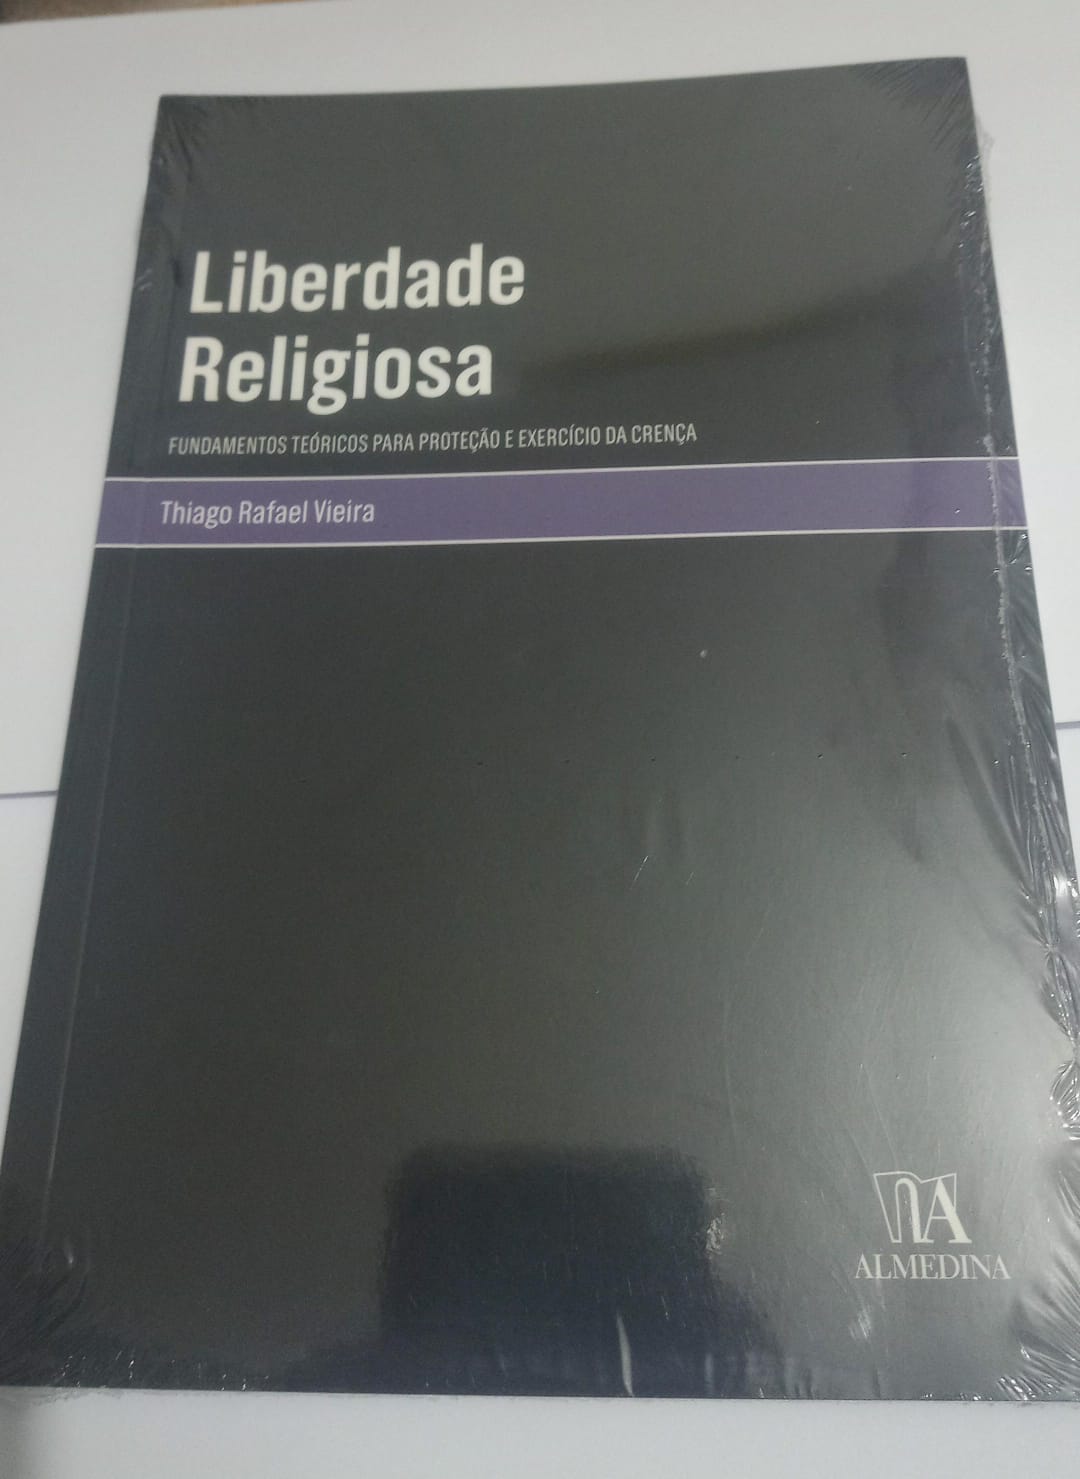 Liberdade
Religiosa
FUNDAMENTOS TEÓRICOS PARA PROTEÇÃO E EXERCÍCIO DA CRENÇA
Thiago Rafael Vieira
ALMEDINA